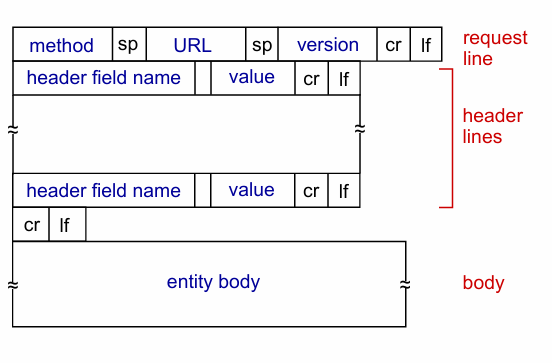 method sp URL sp version cr lf
request
line
header field name value cr lf
header
lines
header field name value cr lf
cr lf
entity body
body